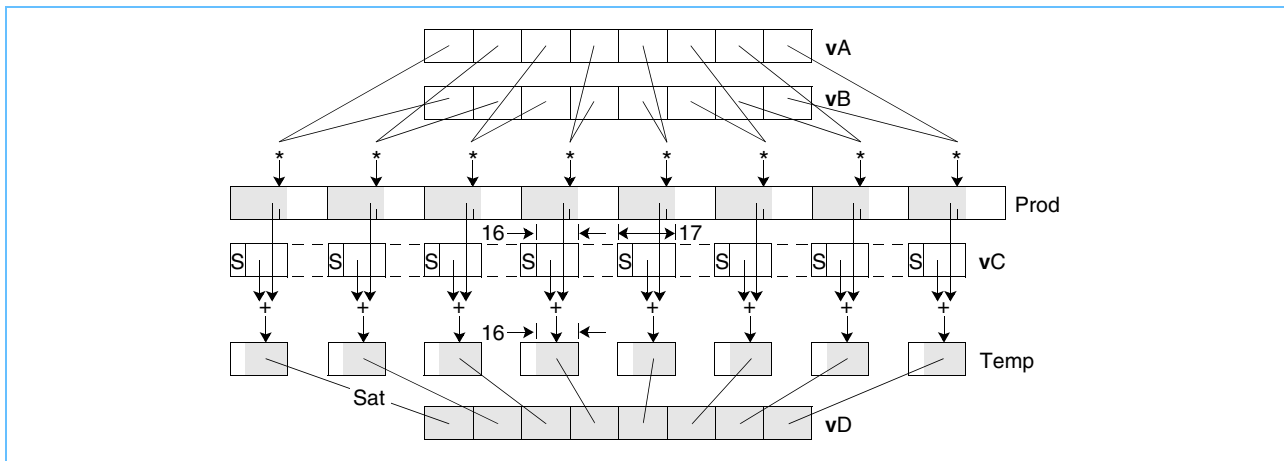 vA
vB
* * * * * * * *
Prod
16 17
S S S S S S S S vC
+ + + + + + + +
16
Temp
Sat
vD